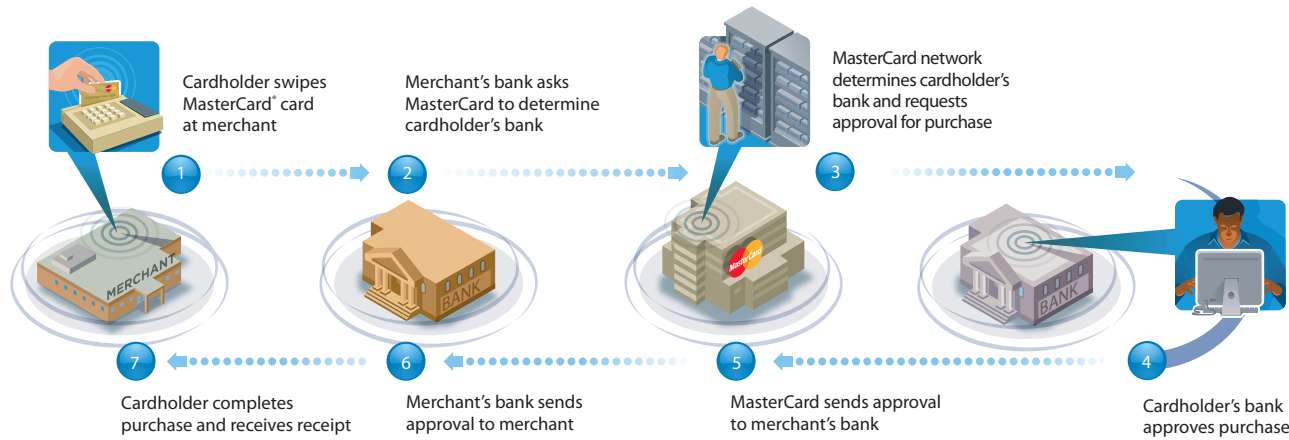 Cardholder swipes
MasterCard® card
at merchant
1
Merchant's bank asks
MasterCard to determine
cardholder's bank
2
MasterCard network
determines cardholder's
bank and requests
approval for purchase
3
MERCHANT
BANK
MasterCard
BANK
4
Cardholder's bank
approves purchase
5
MasterCard sends approval
to merchant's bank
6
Merchant's bank sends
approval to merchant
7
Cardholder completes
purchase and receives receipt